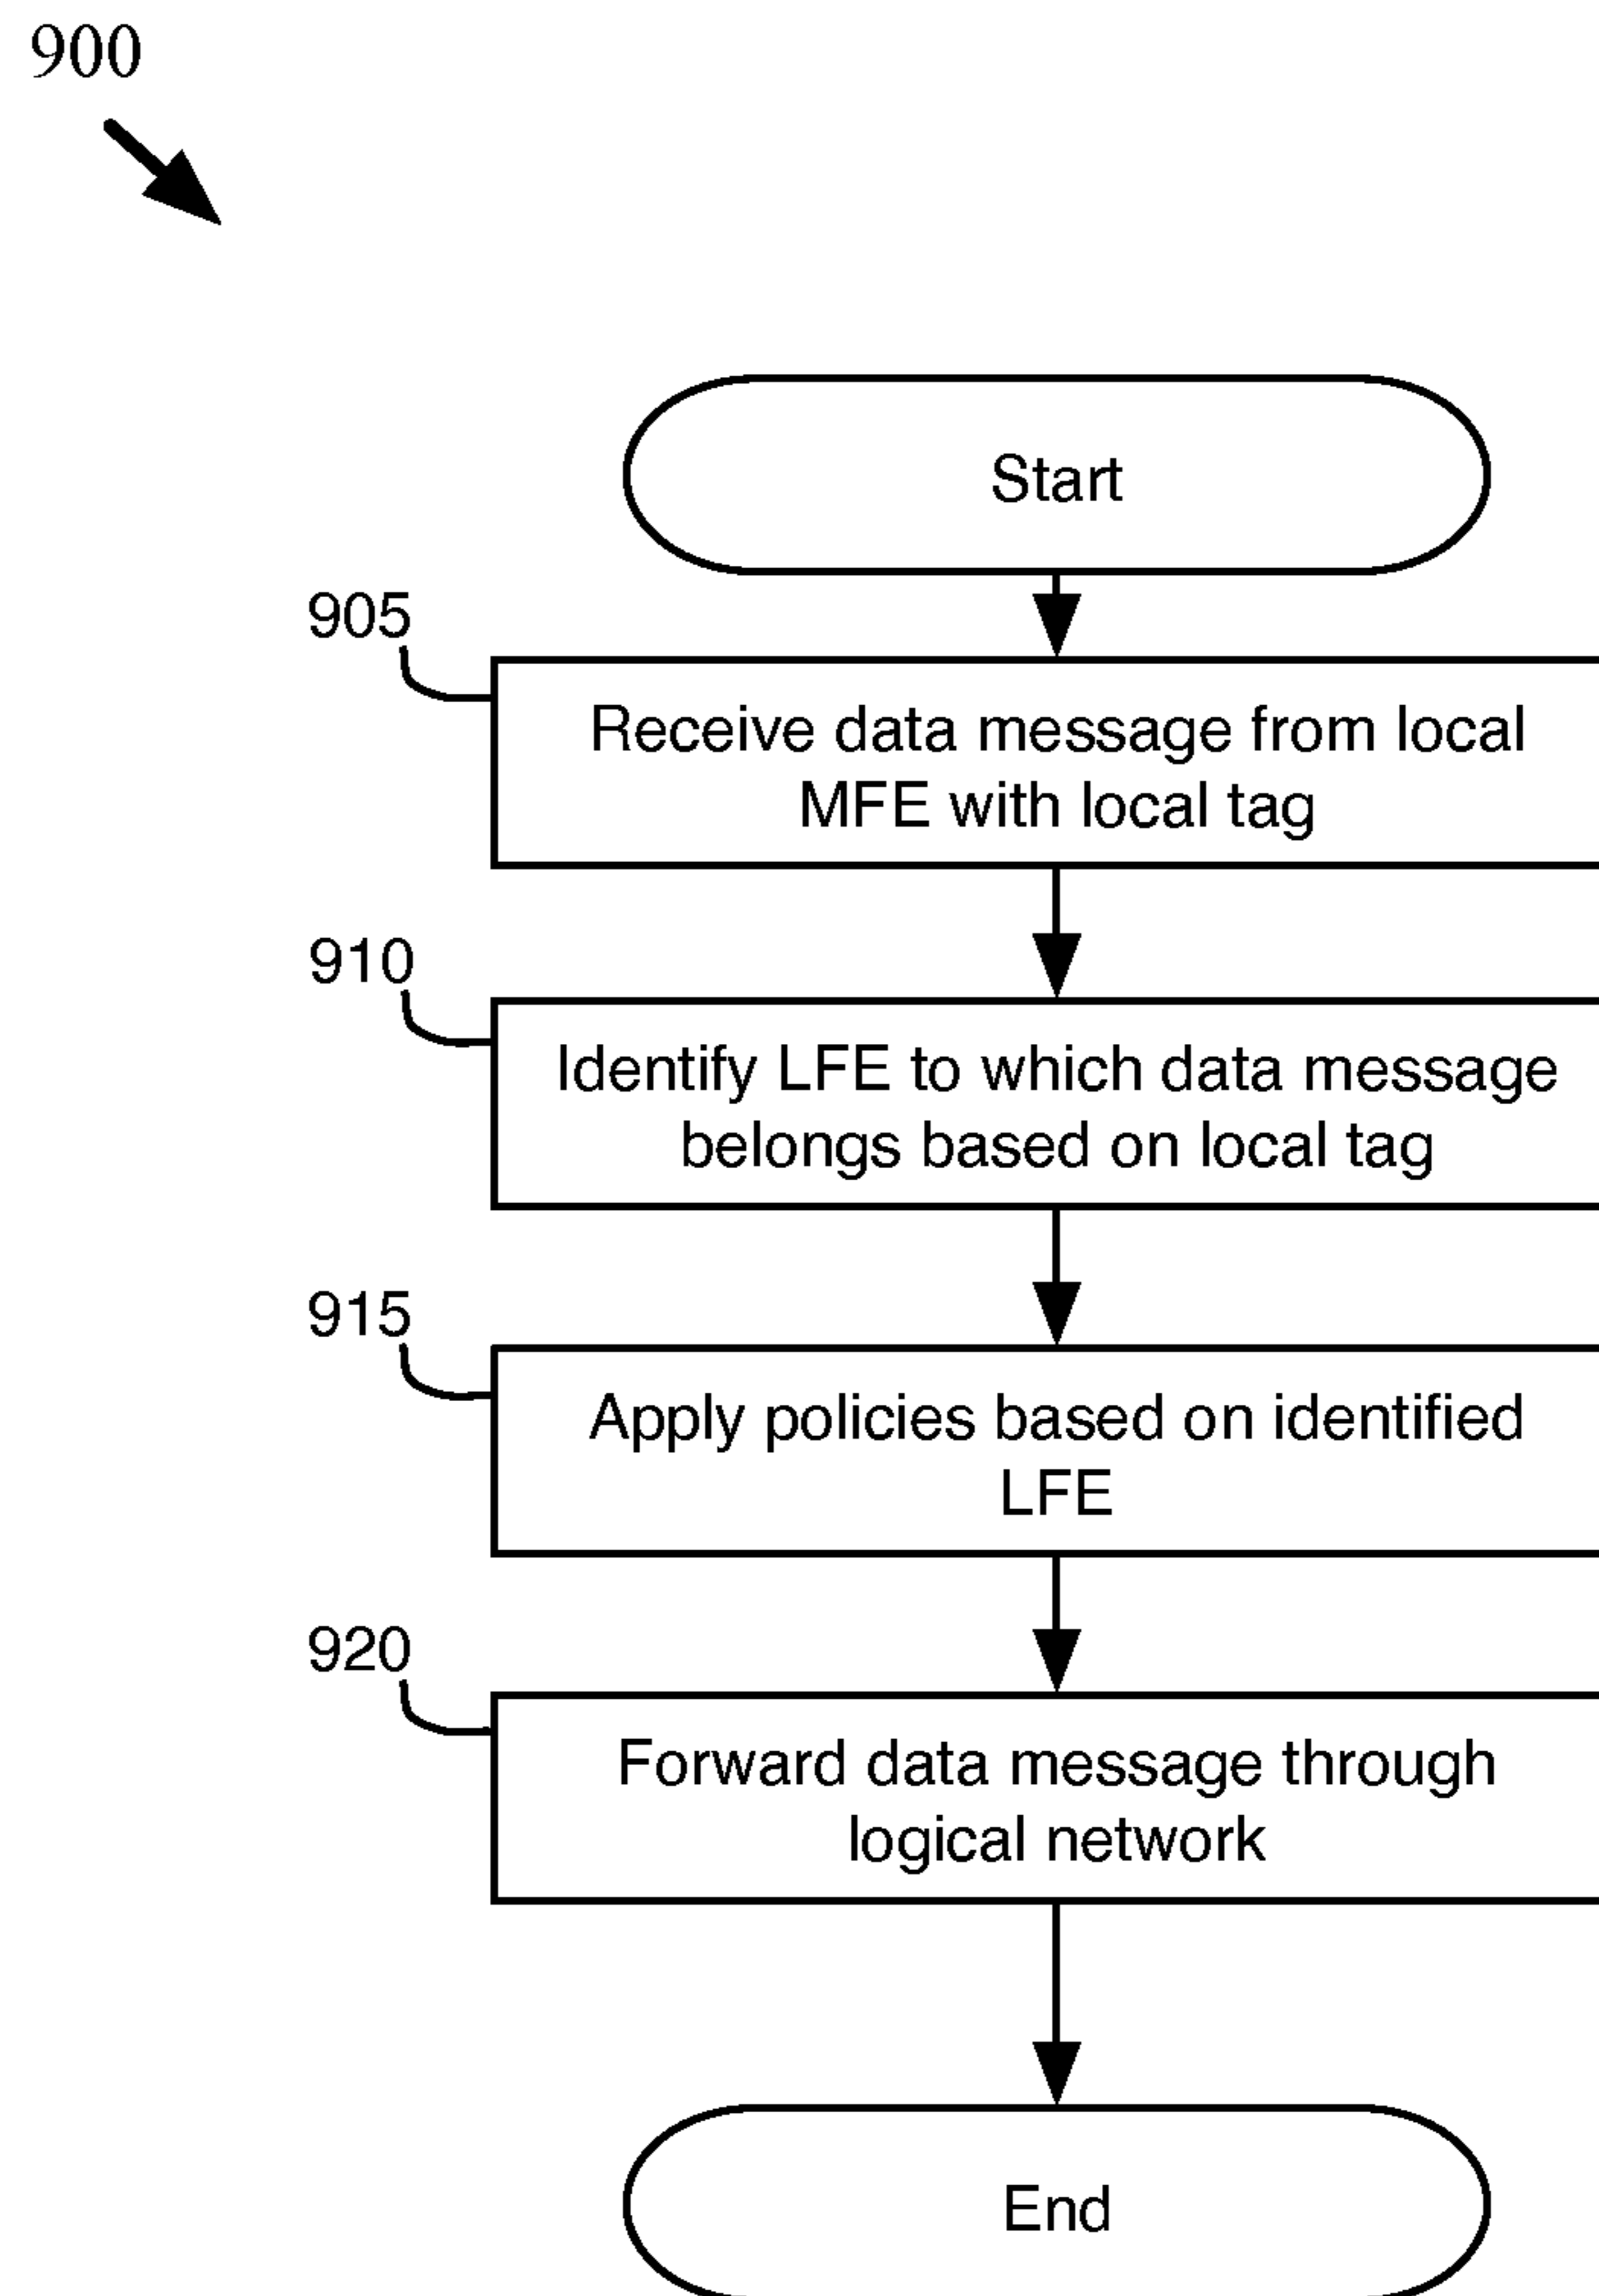 900
Start
905
Receive data message from local
MFE with local tag
910
Identify LFE to which data message
belongs based on local tag
915
Apply policies based on identified
LFE
920
Forward data message through
logical network
End